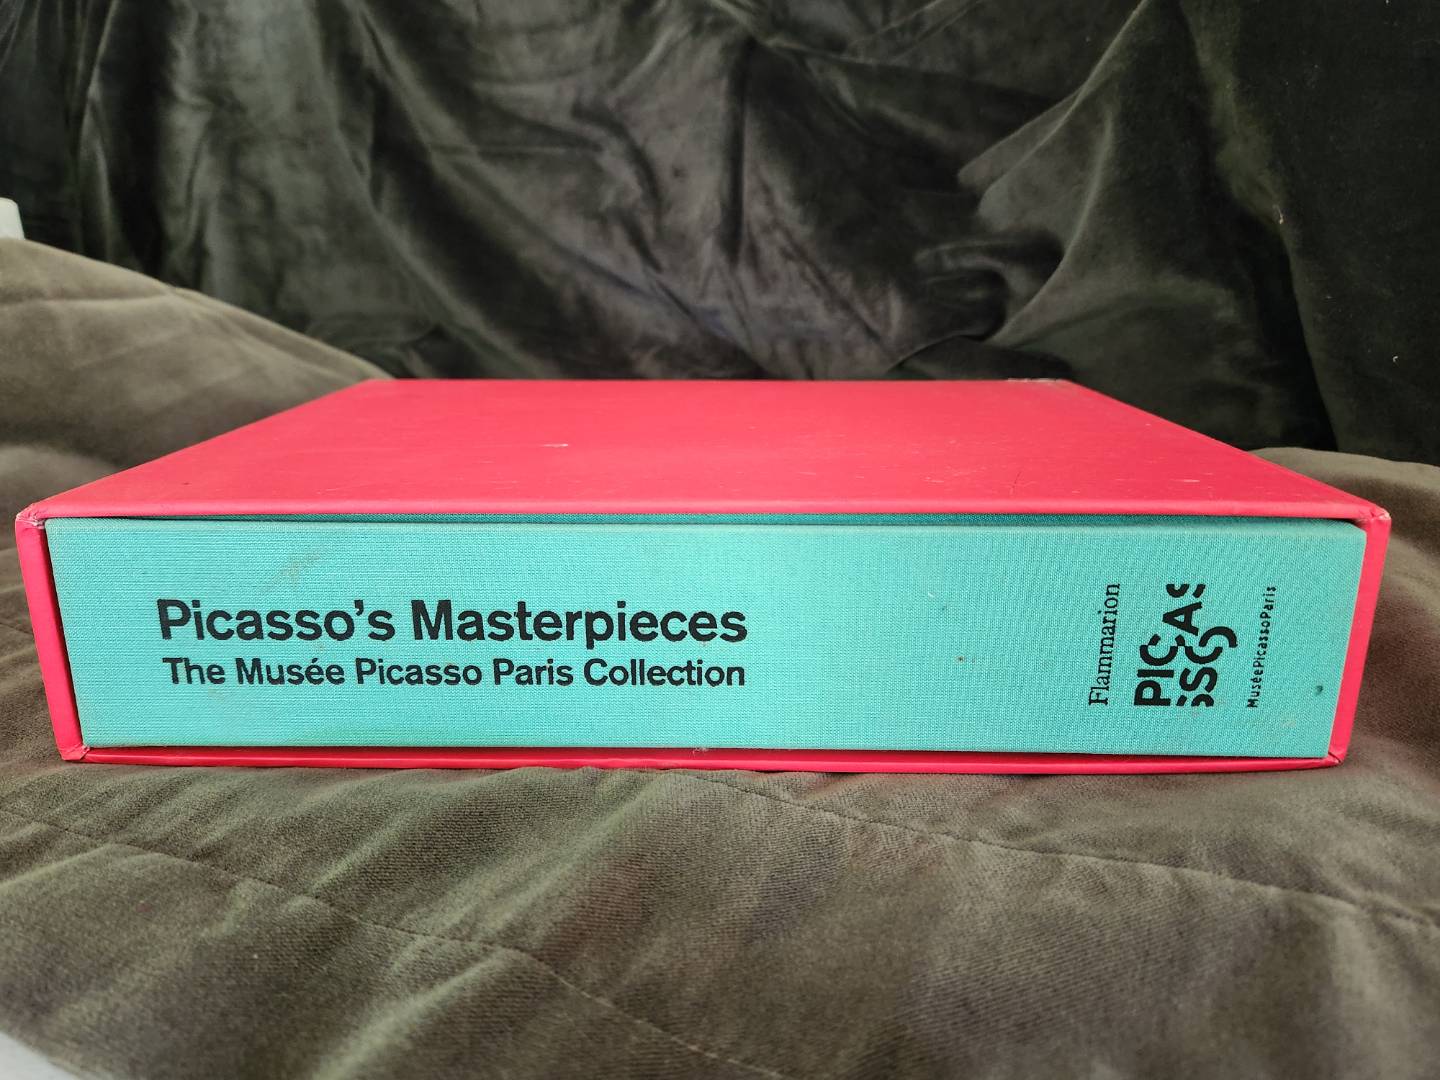 Picasso's Masterpieces
The Musée Picasso Paris Collection
Flammarion
PICAS
SSO
MuséePicassoParis